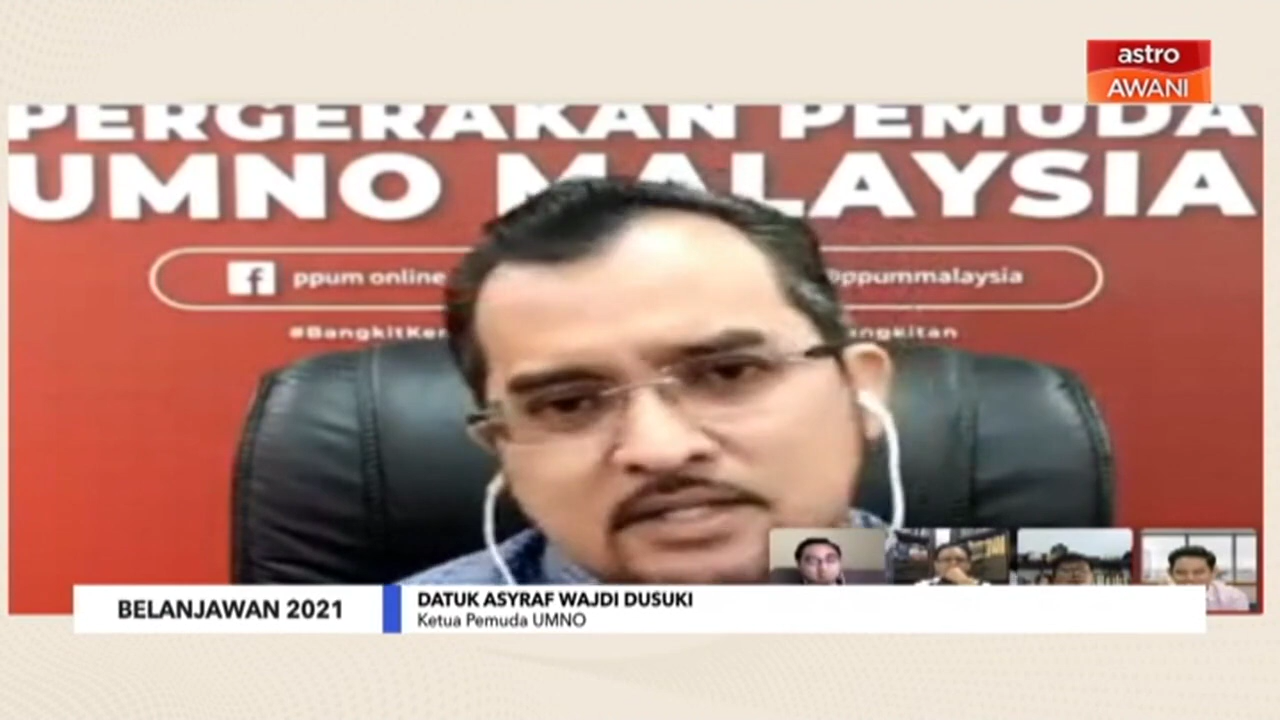 astro
AWANI
PERGERAKAN PEMUDA
UMNO MALAYSIA
f ppum online
@ppummalaysia
BELANJAWAN 2021
DATUK ASYRAF WAJDI DUSUKI
Ketua Pemuda UMNO